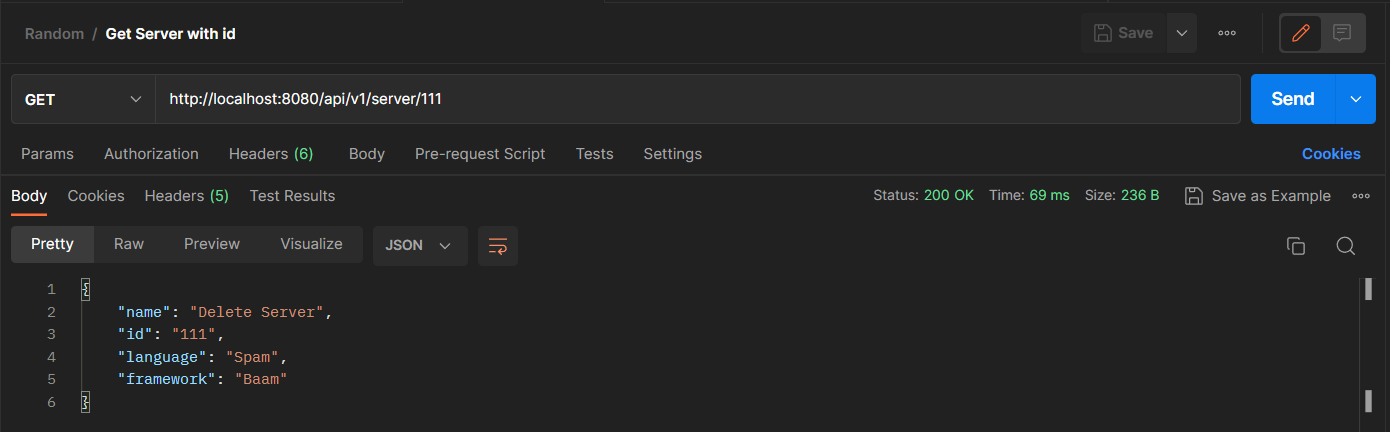 Random / Get Server with id
Save
GET http://localhost:8080/api/v1/server/111 Send
Params Authorization Headers (6) Body Pre-request Script Tests Settings Cookies
Body Cookies Headers (5) Test Results Status: 200 OK Time: 69 ms Size: 236 B Save as Example
Pretty Raw Preview Visualize JSON
1 {
2 "name": "Delete Server",
3 "id": "111",
4 "language": "Spam",
5 "framework": "Baam"
6 }